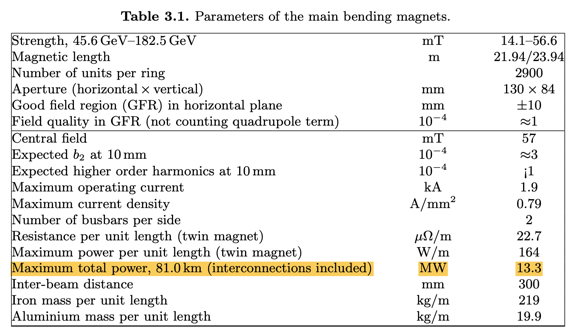 Table 3.1. Parameters of the main bending magnets.
Strength, 45.6 GeV–182.5 GeV mT 14.1–56.6
Magnetic length m 21.94/23.94
Number of units per ring 2900
Aperture (horizontal × vertical) mm 130 × 84
Good field region (GFR) in horizontal plane mm ±10
Field quality in GFR (not counting quadrupole term) 10⁻⁴ ≈1
Central field mT 57
Expected b₂ at 10 mm 10⁻⁴ ≈3
Expected higher order harmonics at 10 mm 10⁻⁴ ¡1
Maximum operating current kA 1.9
Maximum current density A/mm² 0.79
Number of busbars per side 2
Resistance per unit length (twin magnet) μΩ/m 22.7
Maximum power per unit length (twin magnet) W/m 164
Maximum total power, 81.0 km (interconnections included) MW 13.3
Inter-beam distance mm 300
Iron mass per unit length kg/m 219
Aluminium mass per unit length kg/m 19.9